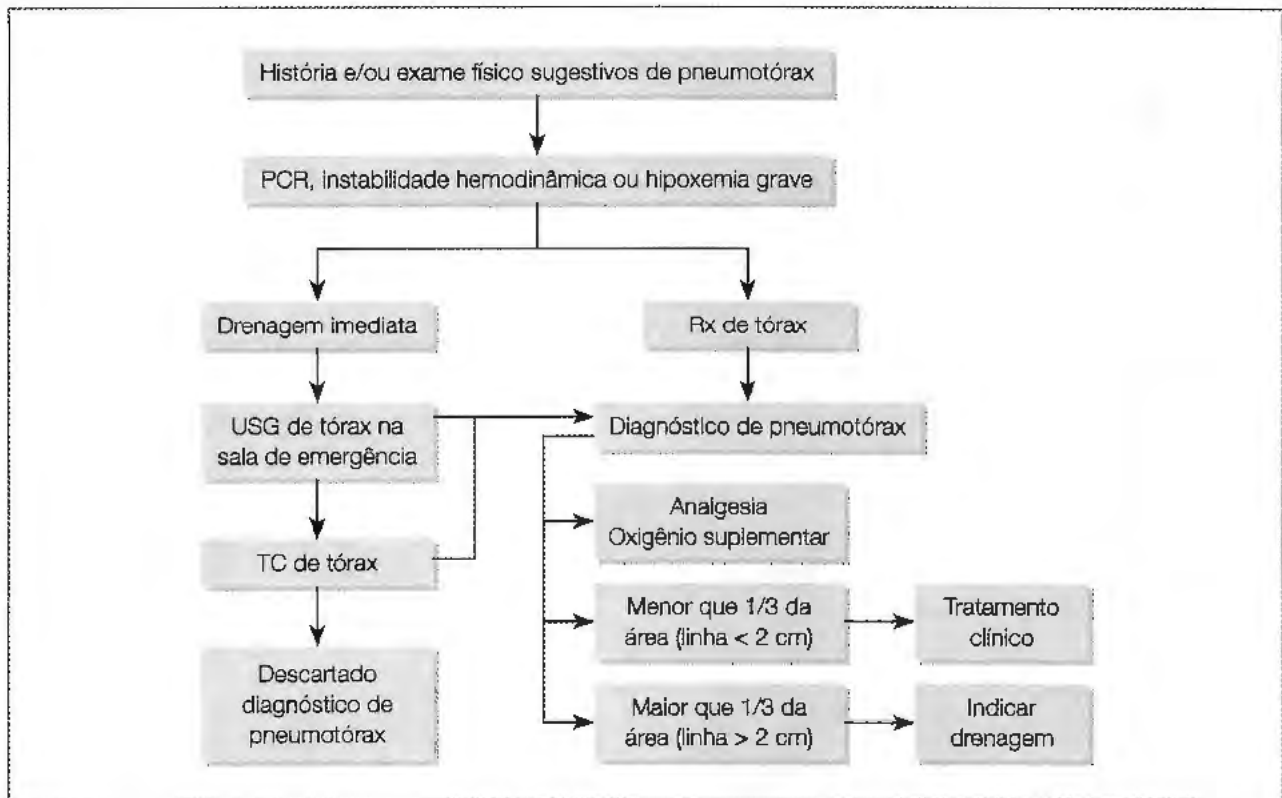 História e/ou exame físico sugestivos de pneumotórax
PCR, instabilidade hemodinâmica ou hipoxemia grave
Drenagem imediata
Rx de tórax
USG de tórax na
sala de emergência
Diagnóstico de pneumotórax
TC de tórax
Analgesia
Oxigênio suplementar
Menor que 1/3 da
área (linha < 2 cm)
Tratamento
clínico
Descartado
diagnóstico de
pneumotórax
Maior que 1/3 da
área (linha > 2 cm)
Indicar
drenagem